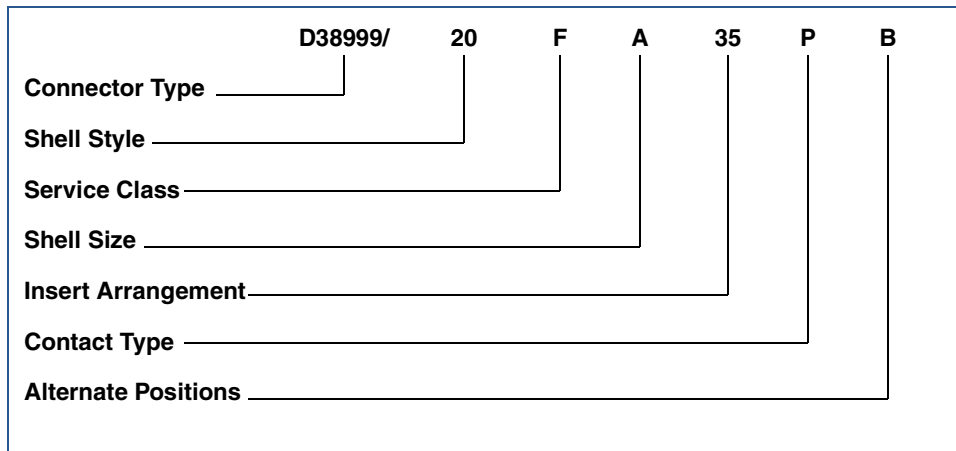 D38999/ 20 F A 35 P B
Connector Type
Shell Style
Service Class
Shell Size
Insert Arrangement
Contact Type
Alternate Positions